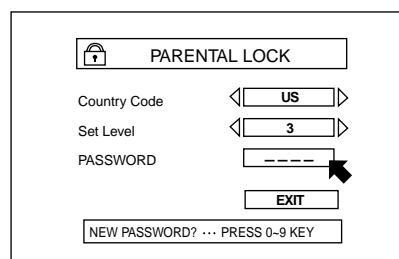 PARENTAL LOCK
Country Code US
Set Level 3
PASSWORD _ _ _ _
EXIT
NEW PASSWORD? ··· PRESS 0~9 KEY